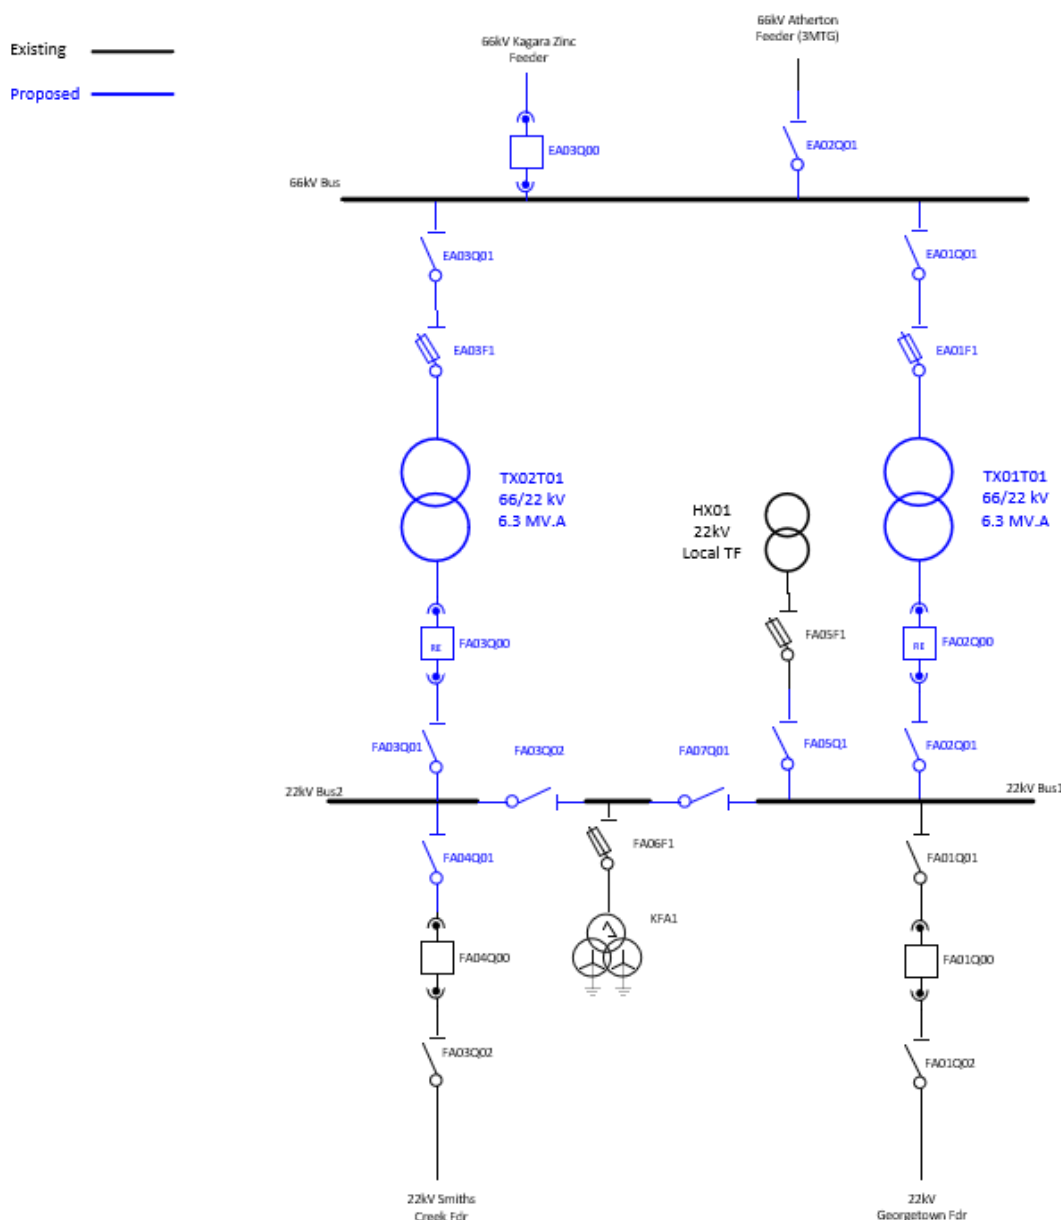 66kV Atherton
Feeder (3MTG)
66kV Kagara Zinc
Feeder
Existing
Proposed
EA03Q00
EA02Q01
66kV Bus
EA03Q01
EA01Q01
EA03F1
EA01F1
TX02T01
66/22 kV
6.3 MV.A
TX01T01
66/22 kV
6.3 MV.A
HX01
22kV
Local TF
FA03Q00
RE
FA05F1
FA02Q00
RE
FA03Q01
FA03Q02
FA07Q01
FA05Q1
FA02Q01
22kV Bus2
22kV Bus1
FA04Q01
FA06F1
FA01Q01
KFA1
FA04Q00
FA01Q00
FA03Q02
FA01Q02
22kV Smiths
Creek Fdr
22kV
Georgetown Fdr